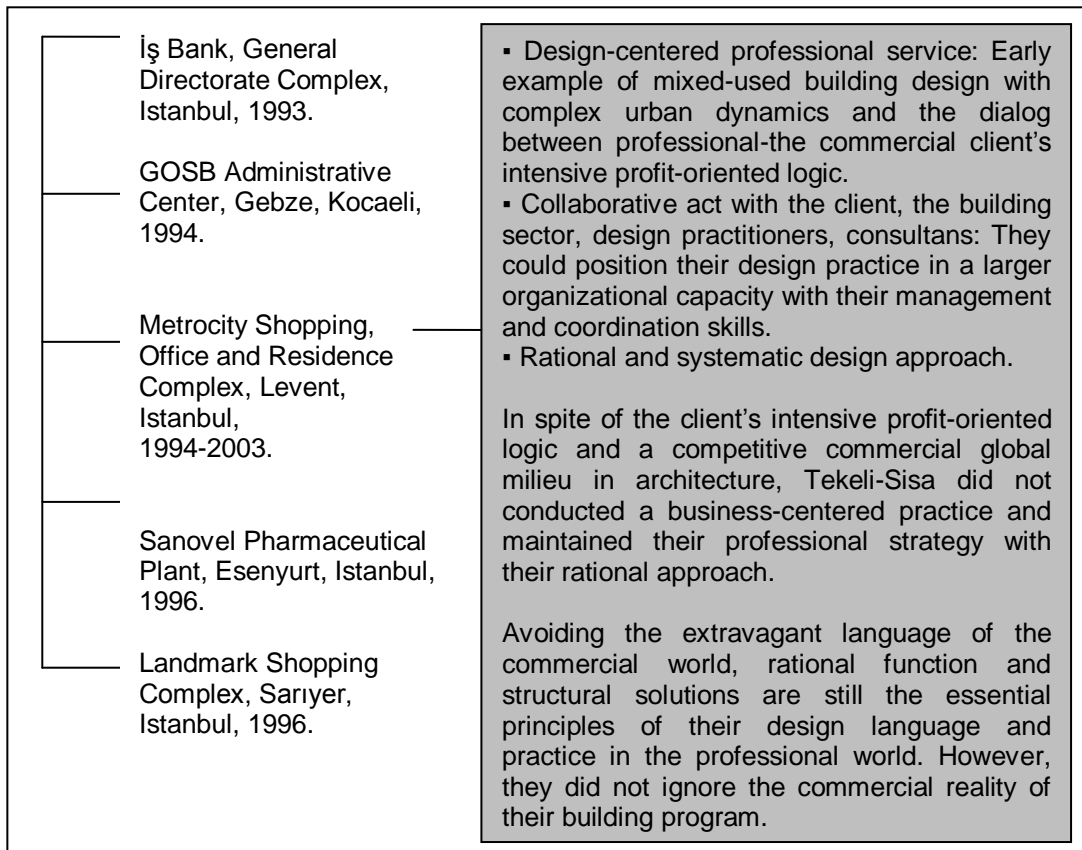 İş Bank, General
Directorate Complex,
Istanbul, 1993.
GOSB Administrative
Center, Gebze, Kocaeli,
1994.
Metrocity Shopping,
Office and Residence
Complex, Levent,
Istanbul,
1994-2003.
Sanovel Pharmaceutical
Plant, Esenyurt, Istanbul,
1996.
Landmark Shopping
Complex, Sarıyer,
Istanbul, 1996.
▪ Design-centered professional service: Early
example of mixed-used building design with
complex urban dynamics and the dialog
between professional-the commercial client's
intensive profit-oriented logic.
▪ Collaborative act with the client, the building
sector, design practitioners, consultans: They
could position their design practice in a larger
organizational capacity with their management
and coordination skills.
▪ Rational and systematic design approach.
In spite of the client's intensive profit-oriented
logic and a competitive commercial global
milieu in architecture, Tekeli-Sisa did not
conducted a business-centered practice and
maintained their professional strategy with
their rational approach.
Avoiding the extravagant language of the
commercial world, rational function and
structural solutions are still the essential
principles of their design language and
practice in the professional world. However,
they did not ignore the commercial reality of
their building program.